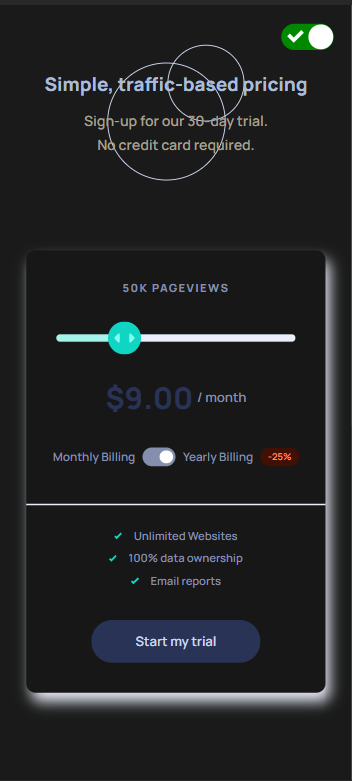 Simple, traffic-based pricing
Sign-up for our 30-day trial.
No credit card required.
50K PAGEVIEWS
$9.00 / month
Monthly Billing Yearly Billing -25%
Unlimited Websites
100% data ownership
Email reports
Start my trial